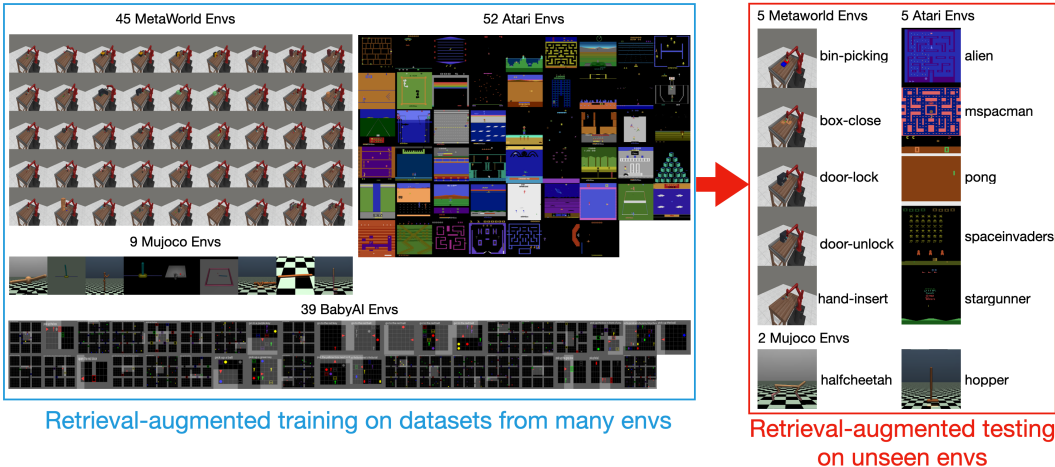 45 MetaWorld Envs
52 Atari Envs
9 Mujoco Envs
39 BabyAI Envs
Retrieval-augmented training on datasets from many envs
5 Metaworld Envs
5 Atari Envs
bin-picking
alien
box-close
mspacman
door-lock
pong
door-unlock
spaceinvaders
hand-insert
stargunner
2 Mujoco Envs
halfcheetah
hopper
Retrieval-augmented testing
on unseen envs